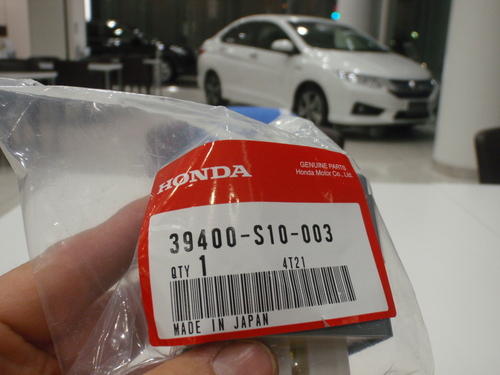 HONDA
GENUINE PARTS
Honda Motor Co., Ltd.
39400-S10-003
QTY 1 4T21
MADE IN JAPAN